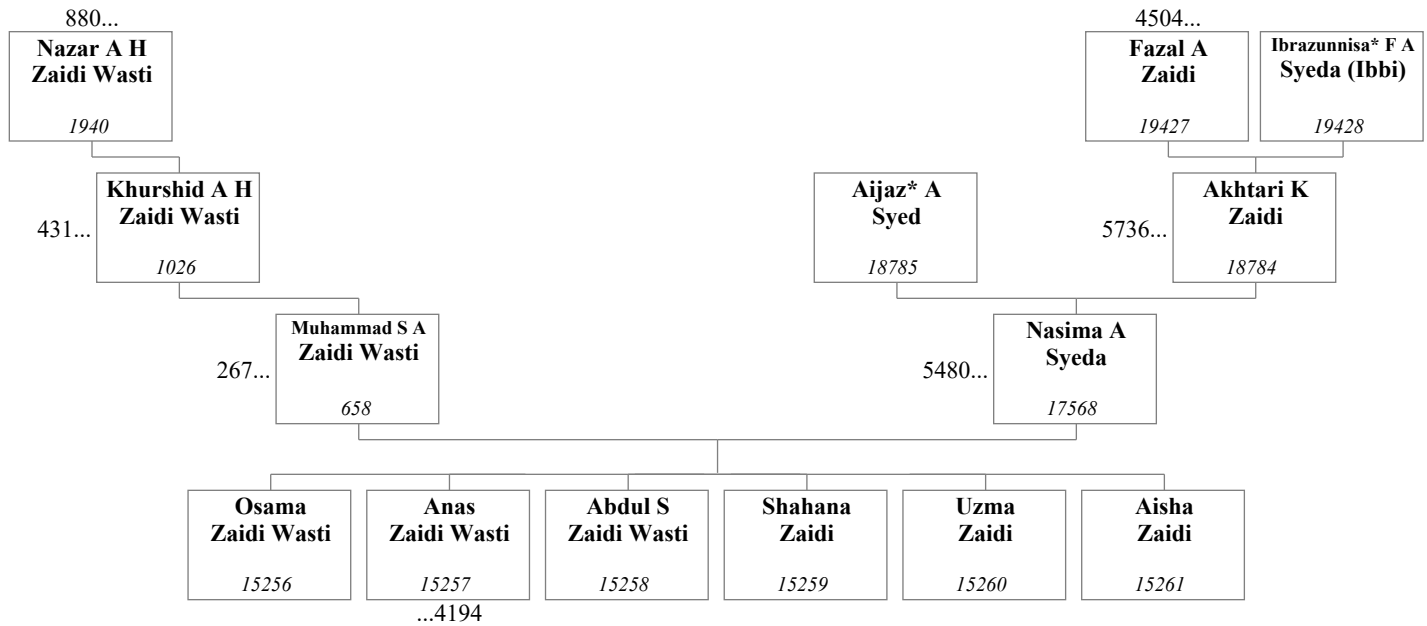 880...
4504...
Nazar A H
Zaidi Wasti
1940
Fazal A
Zaidi
19427
Ibrazunnisa* F A
Syeda (Ibbi)
19428
431...
Khurshid A H
Zaidi Wasti
1026
Aijaz* A
Syed
18785
5736...
Akhtari K
Zaidi
18784
267...
Muhammad S A
Zaidi Wasti
658
5480...
Nasima A
Syeda
17568
Osama
Zaidi Wasti
15256
Anas
Zaidi Wasti
15257
Abdul S
Zaidi Wasti
15258
Shahana
Zaidi
15259
Uzma
Zaidi
15260
Aisha
Zaidi
15261
...4194